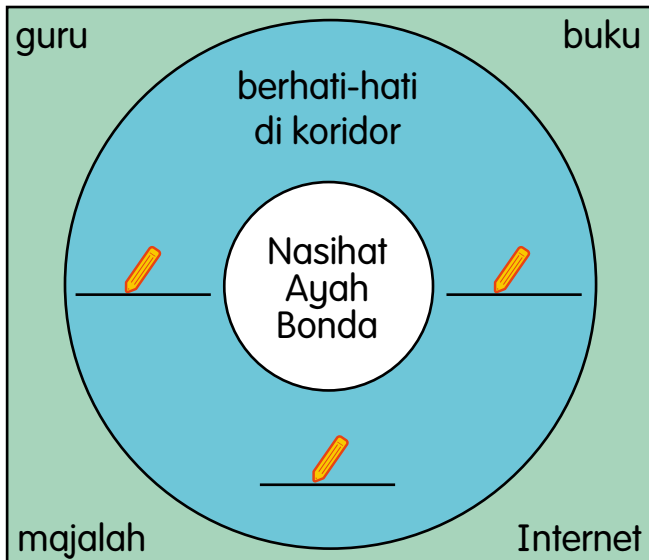 guru
buku
berhati-hati
di koridor
Nasihat
Ayah
Bonda
majalah
Internet